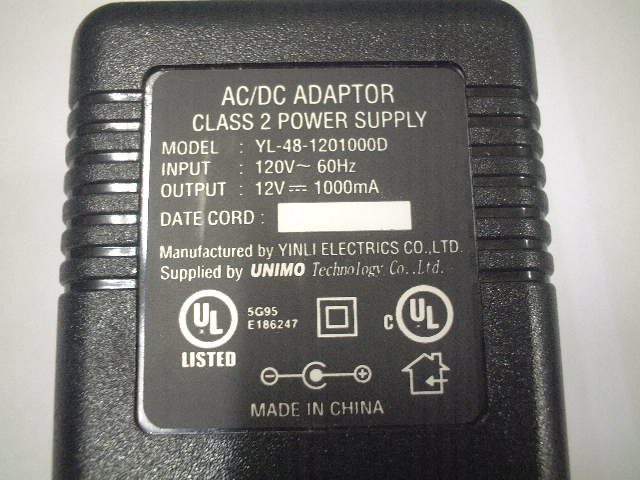 AC/DC ADAPTOR
CLASS 2 POWER SUPPLY
MODEL : YL-48-1201000D
INPUT : 120V~ 60Hz
OUTPUT : 12V⎓ 1000mA
DATE CORD :
Manufactured by YINLI ELECTRICS CO.,LTD.
Supplied by UNIMO Technology Co.,Ltd.
UL
LISTED
5G95
E186247
C UL
MADE IN CHINA